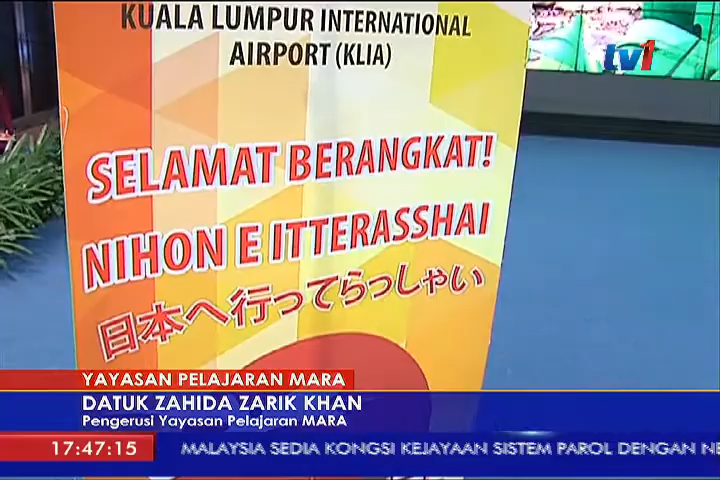 KUALA LUMPUR INTERNATIONAL
AIRPORT (KLIA)
tv1
SELAMAT BERANGKAT!
NIHON E ITTERASSHAI
日本へ行ってらっしゃい
YAYASAN PELAJARAN MARA
DATUK ZAHIDA ZARIK KHAN
Pengerusi Yayasan Pelajaran MARA
17:47:15 MALAYSIA SEDIA KONGSI KEJAYAAN SISTEM PAROL DENGAN